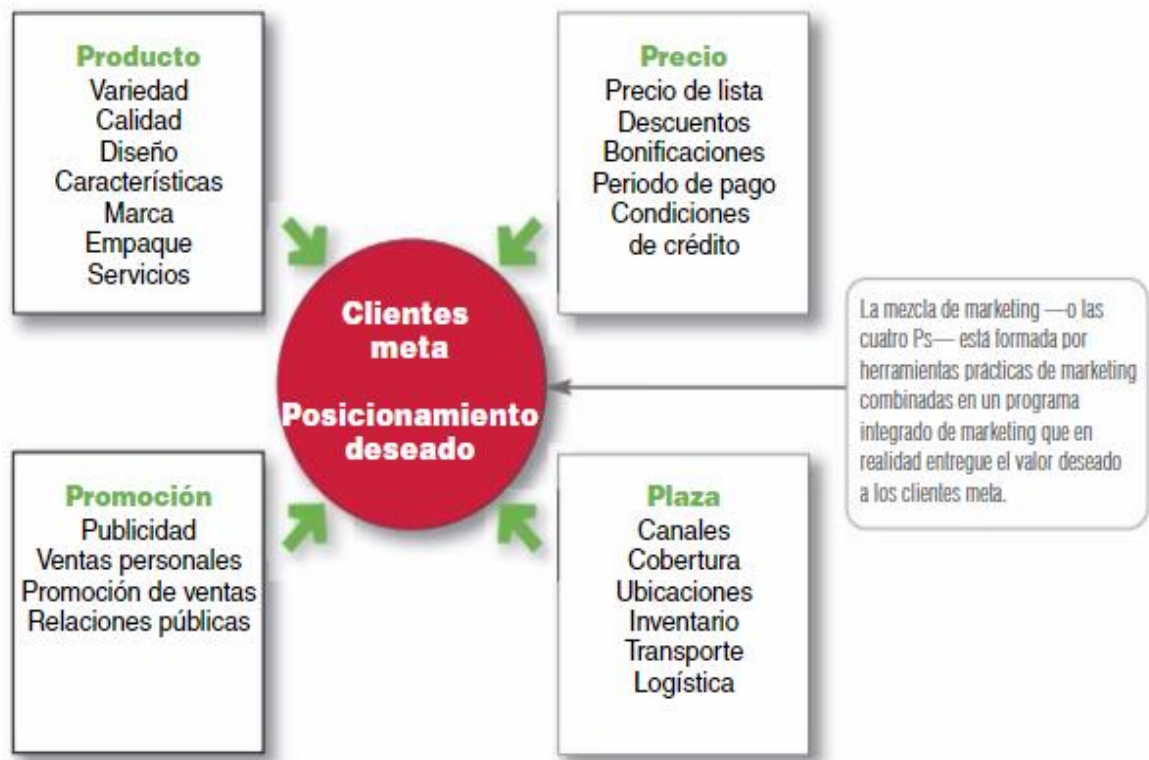 Producto
Variedad
Calidad
Diseño
Características
Marca
Empaque
Servicios
Precio
Precio de lista
Descuentos
Bonificaciones
Periodo de pago
Condiciones
de crédito
Clientes
meta
Posicionamiento
deseado
La mezcla de marketing —o las
cuatro Ps— está formada por
herramientas prácticas de marketing
combinadas en un programa
integrado de marketing que en
realidad entregue el valor deseado
a los clientes meta.
Promoción
Publicidad
Ventas personales
Promoción de ventas
Relaciones públicas
Plaza
Canales
Cobertura
Ubicaciones
Inventario
Transporte
Logística